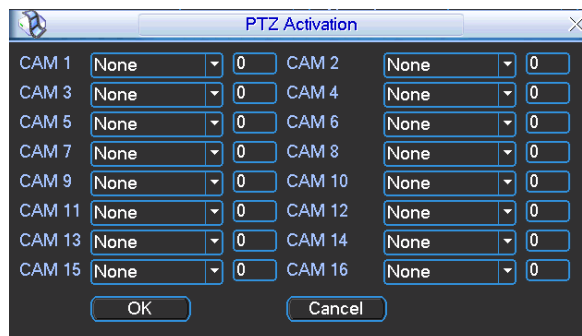 PTZ Activation
CAM 1 None 0 CAM 2 None 0
CAM 3 None 0 CAM 4 None 0
CAM 5 None 0 CAM 6 None 0
CAM 7 None 0 CAM 8 None 0
CAM 9 None 0 CAM 10 None 0
CAM 11 None 0 CAM 12 None 0
CAM 13 None 0 CAM 14 None 0
CAM 15 None 0 CAM 16 None 0
OK Cancel